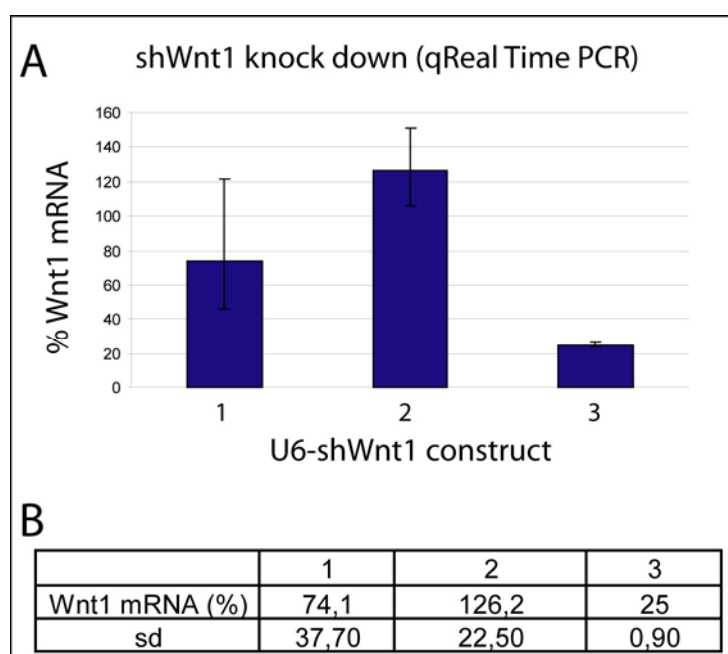 A
shWnt1 knock down (qReal Time PCR)
160
140
120
100
80
60
40
20
0
% Wnt1 mRNA
1 2 3
U6-shWnt1 construct
B
1 2 3
Wnt1 mRNA (%) 74,1 126,2 25
sd 37,70 22,50 0,90